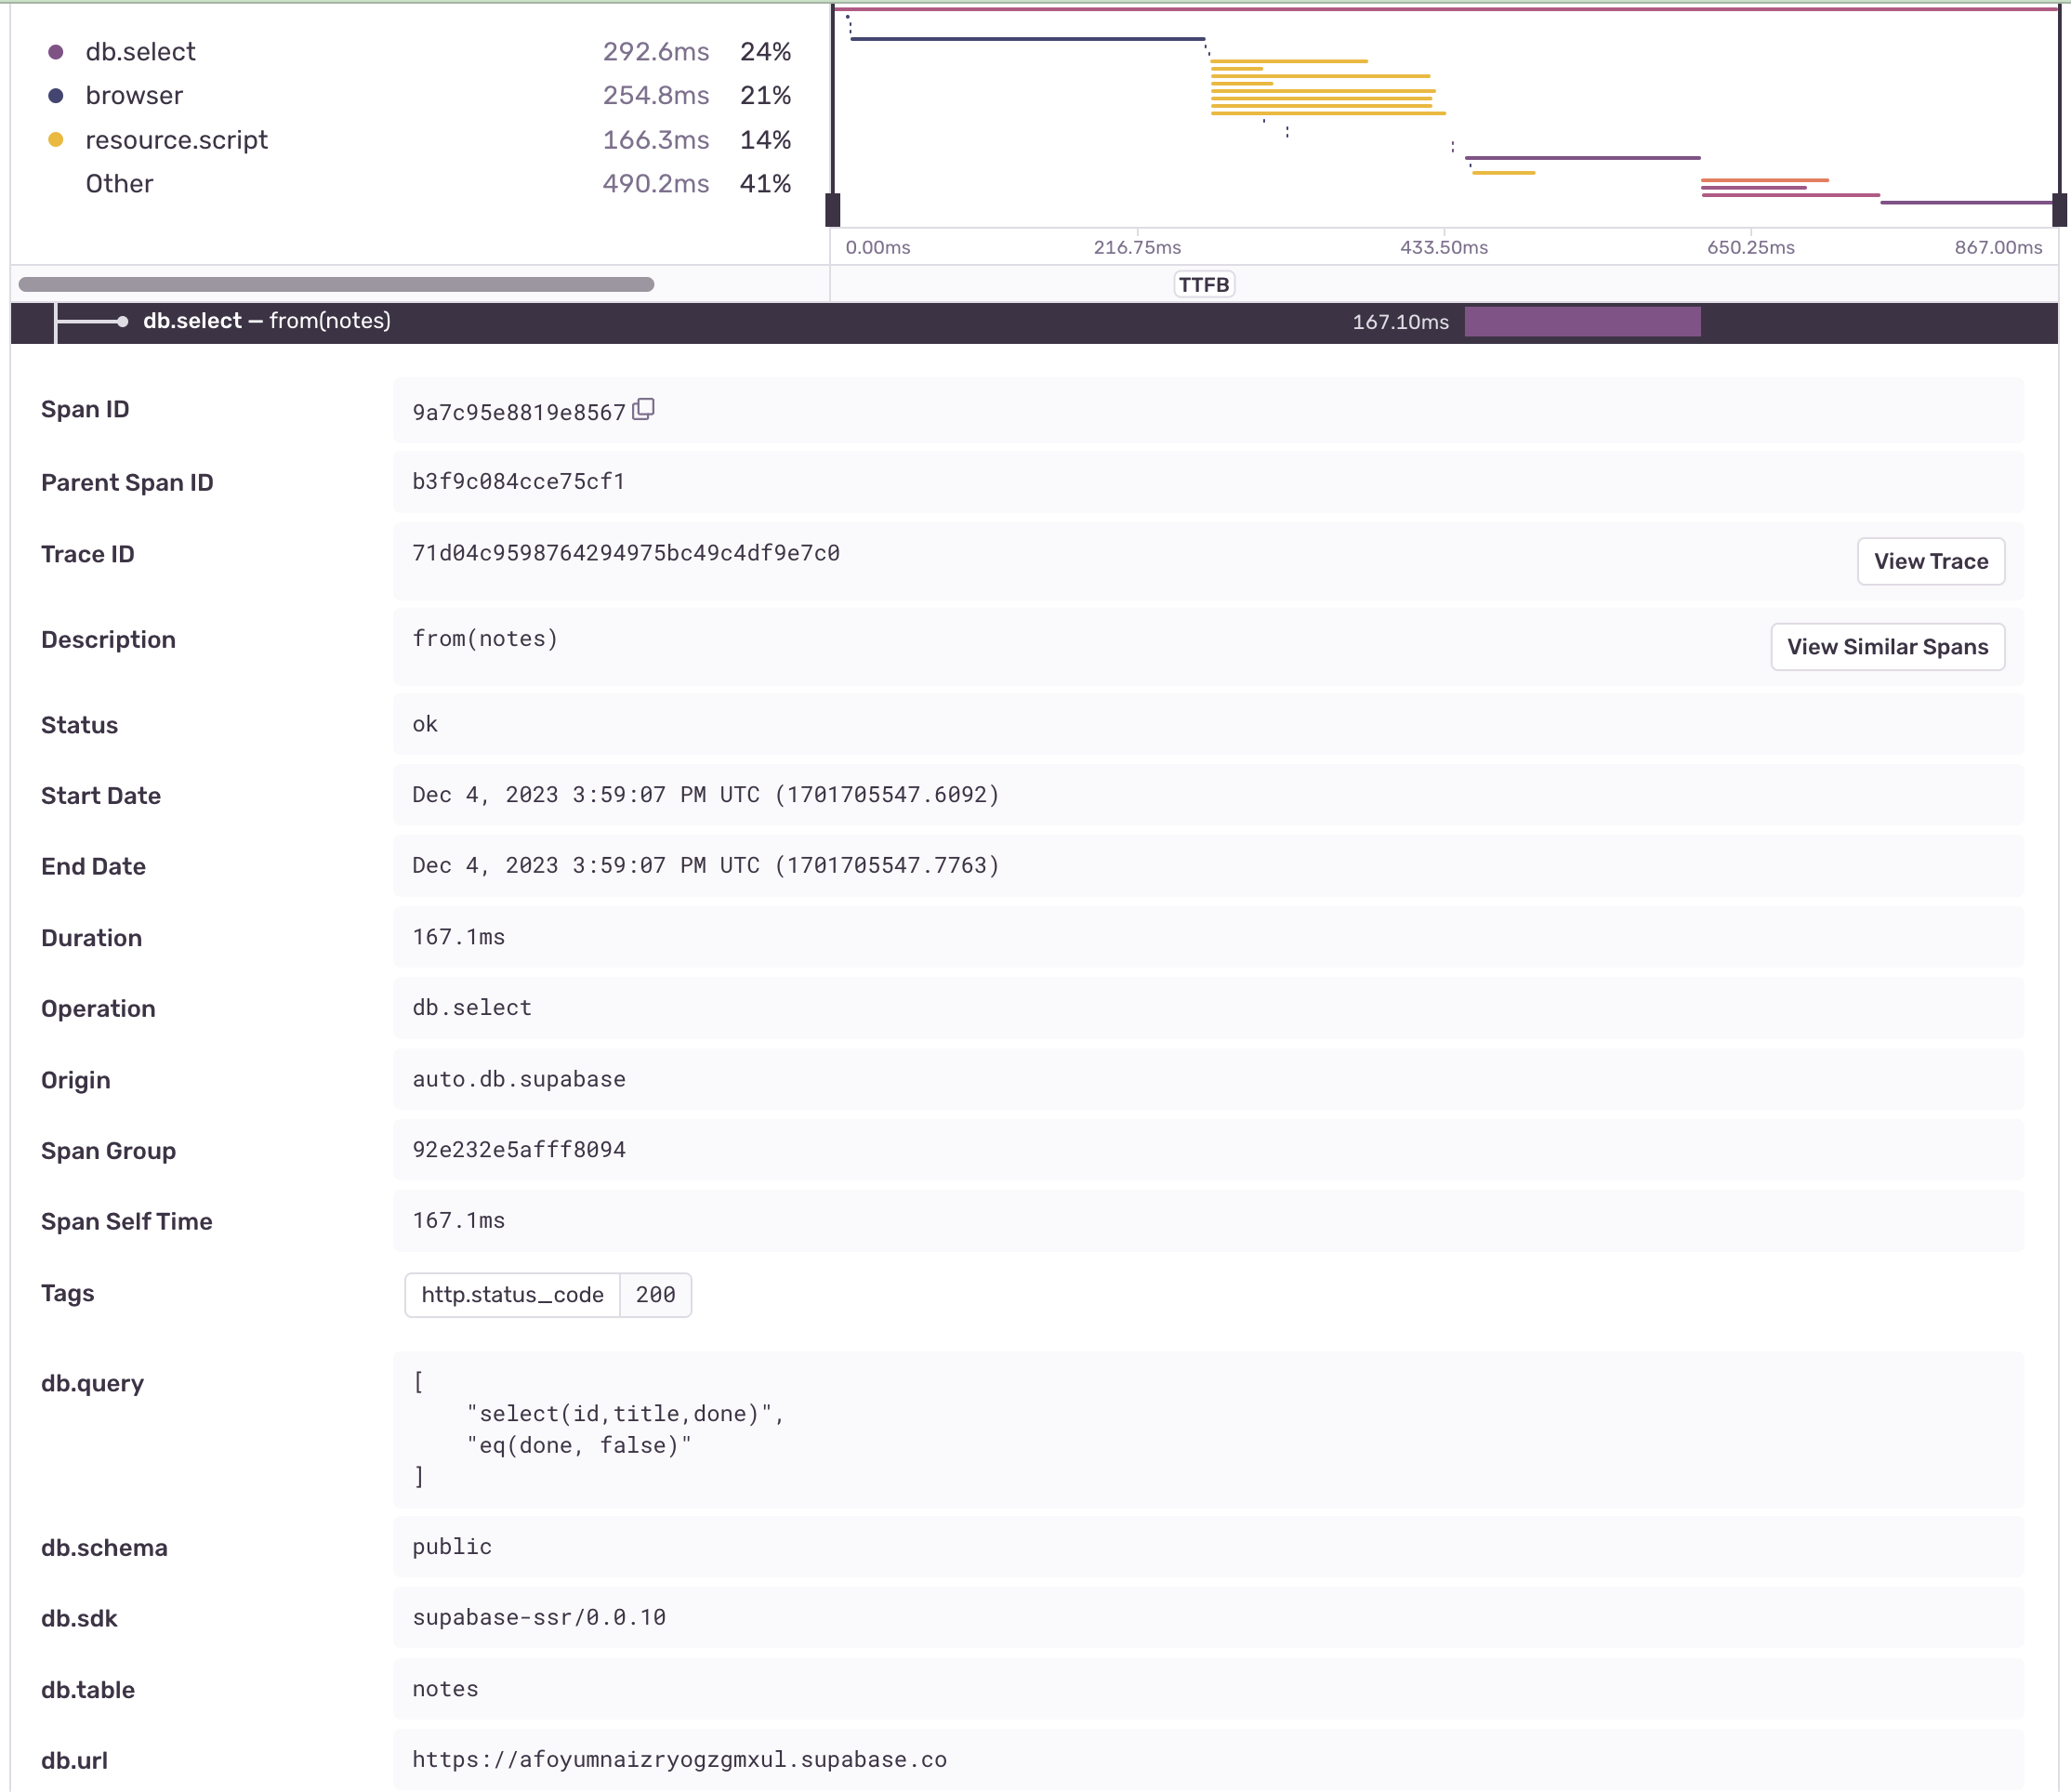 db.select 292.6ms 24%
browser 254.8ms 21%
resource.script 166.3ms 14%
Other 490.2ms 41%
0.00ms 216.75ms 433.50ms 650.25ms 867.00ms
TTFB
db.select — from(notes) 167.10ms
Span ID 9a7c95e8819e8567
Parent Span ID b3f9c084cce75cf1
Trace ID 71d04c9598764294975bc49c4df9e7c0 View Trace
Description from(notes) View Similar Spans
Status ok
Start Date Dec 4, 2023 3:59:07 PM UTC (1701705547.6092)
End Date Dec 4, 2023 3:59:07 PM UTC (1701705547.7763)
Duration 167.1ms
Operation db.select
Origin auto.db.supabase
Span Group 92e232e5afff8094
Span Self Time 167.1ms
Tags http.status_code 200
db.query [
"select(id,title,done)",
"eq(done, false)"
]
db.schema public
db.sdk supabase-ssr/0.0.10
db.table notes
db.url https://afoyumnaizryogzgmxul.supabase.co